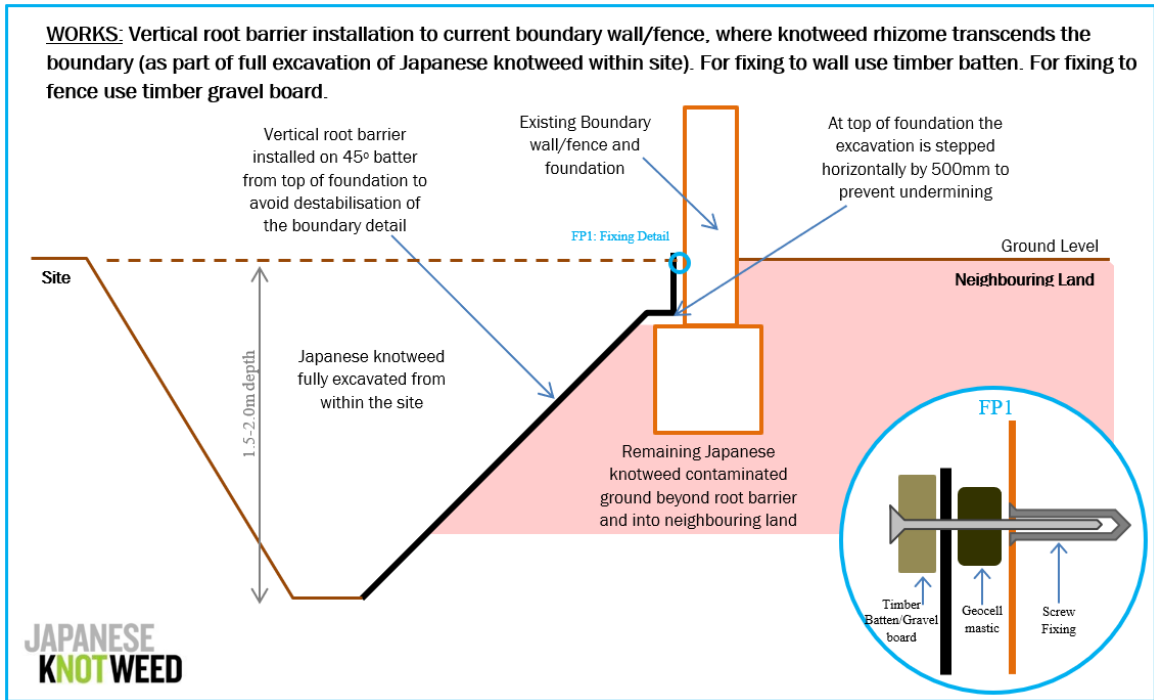 WORKS: Vertical root barrier installation to current boundary wall/fence, where knotweed rhizome transcends the
boundary (as part of full excavation of Japanese knotweed within site). For fixing to wall use timber batten. For fixing to
fence use timber gravel board.
Vertical root barrier
installed on 45º batter
from top of foundation to
avoid destabilisation of
the boundary detail
Existing Boundary
wall/fence and
foundation
At top of foundation the
excavation is stepped
horizontally by 500mm to
prevent undermining
FP1: Fixing Detail
Ground Level
Site
Neighbouring Land
1.5-2.0m depth
Japanese knotweed
fully excavated from
within the site
Remaining Japanese
knotweed contaminated
ground beyond root barrier
and into neighbouring land
FP1
Timber
Batten/Gravel
board
Geocell
mastic
Screw
Fixing
JAPANESE
KNOTWEED